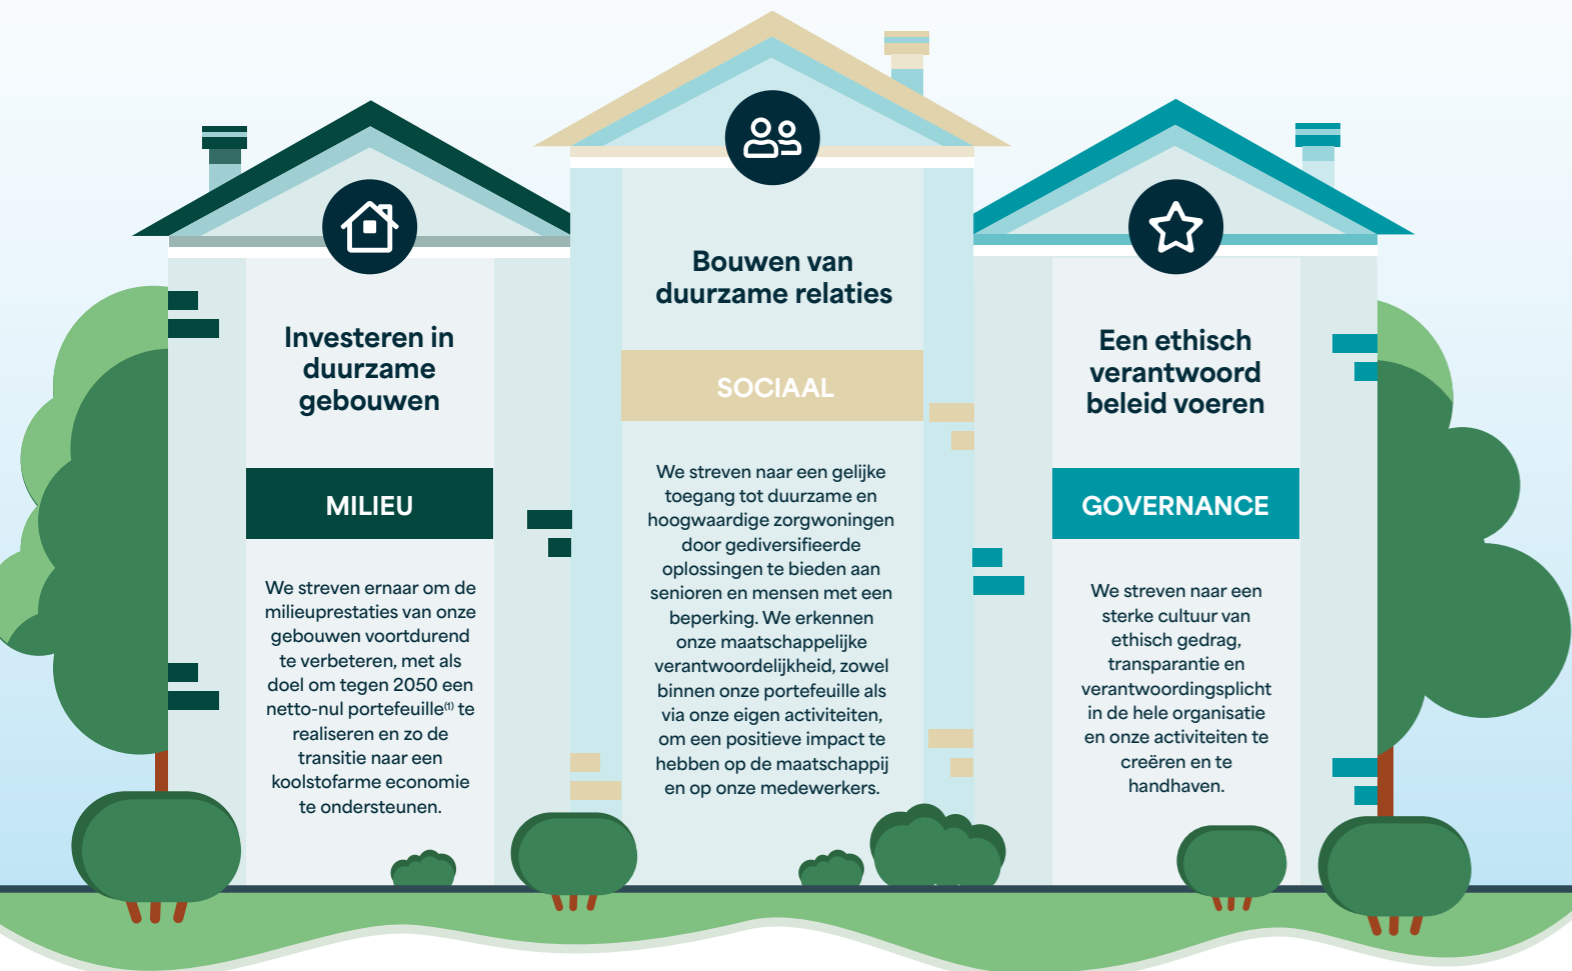 Investeren in
duurzame
gebouwen
MILIEU
We streven ernaar om de
milieuprestaties van onze
gebouwen voortdurend
te verbeteren, met als
doel om tegen 2050 een
netto-nul portefeuille(1) te
realiseren en zo de
transitie naar een
koolstofarme economie
te ondersteunen.
Bouwen van
duurzame relaties
SOCIAAL
We streven naar een gelijke
toegang tot duurzame en
hoogwaardige zorgwoningen
door gediversifieerde
oplossingen te bieden aan
senioren en mensen met een
beperking. We erkennen
onze maatschappelijke
verantwoordelijkheid, zowel
binnen onze portefeuille als
via onze eigen activiteiten,
om een positieve impact te
hebben op de maatschappij
en op onze medewerkers.
Een ethisch
verantwoord
beleid voeren
GOVERNANCE
We streven naar een
sterke cultuur van
ethisch gedrag,
transparantie en
verantwoordingsplicht
in de hele organisatie
en onze activiteiten te
creëren en te
handhaven.